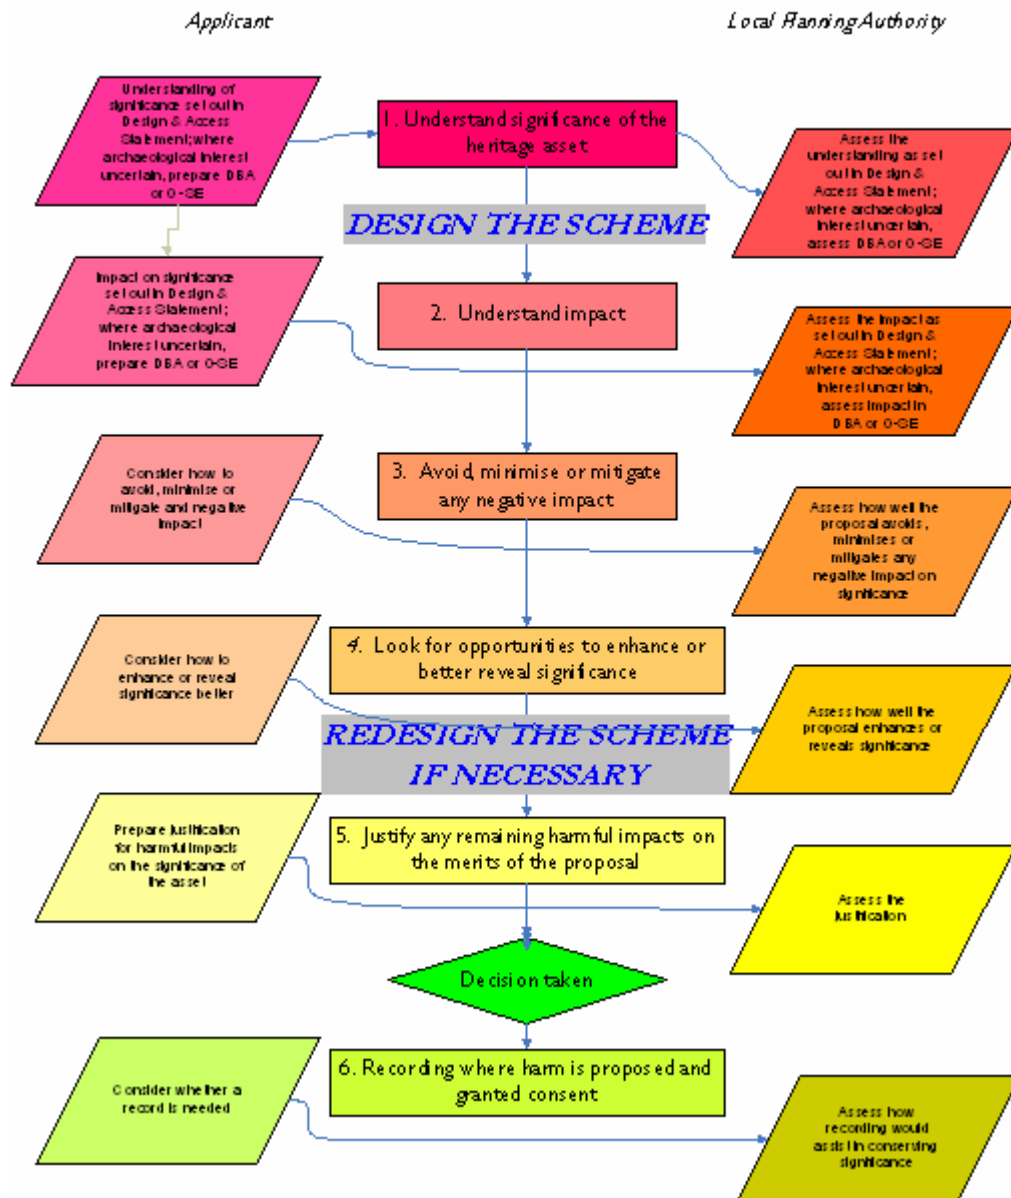 Applicant
Local Planning Authority
Understanding of
significance set out in
Design & Access
Statement; where
archaeological interest
uncertain, prepare DBA
or O-SE
1. Understand significance of the
heritage asset
Assess the
understanding as set
out in Design &
Access Statement;
where archaeological
interest uncertain,
assess DBA or O-SE
DESIGN THE SCHEME
Impact on significance
set out in Design &
Access Statement;
where archaeological
interest uncertain,
prepare DBA or O-SE
2. Understand impact
Assess the impact as
set out in Design &
Access Statement;
where archaeological
interest uncertain,
assess impact in
DBA or O-SE
Consider how to
avoid, minimise or
mitigate and negative
impact
3. Avoid, minimise or mitigate
any negative impact
Assess how well the
proposal avoids,
minimises or
mitigates any
negative impact on
significance
Consider how to
enhance or reveal
significance better
4. Look for opportunities to enhance or
better reveal significance
Assess how well the
proposal enhances or
reveals significance
REDESIGN THE SCHEME
IF NECESSARY
Prepare justification
for harmful impacts
on the significance of
the asset
5. Justify any remaining harmful impacts on
the merits of the proposal
Assess the
justification
Decision taken
Consider whether a
record is needed
6. Recording where harm is proposed and
granted consent
Assess how
recording would
assist in conserving
significance